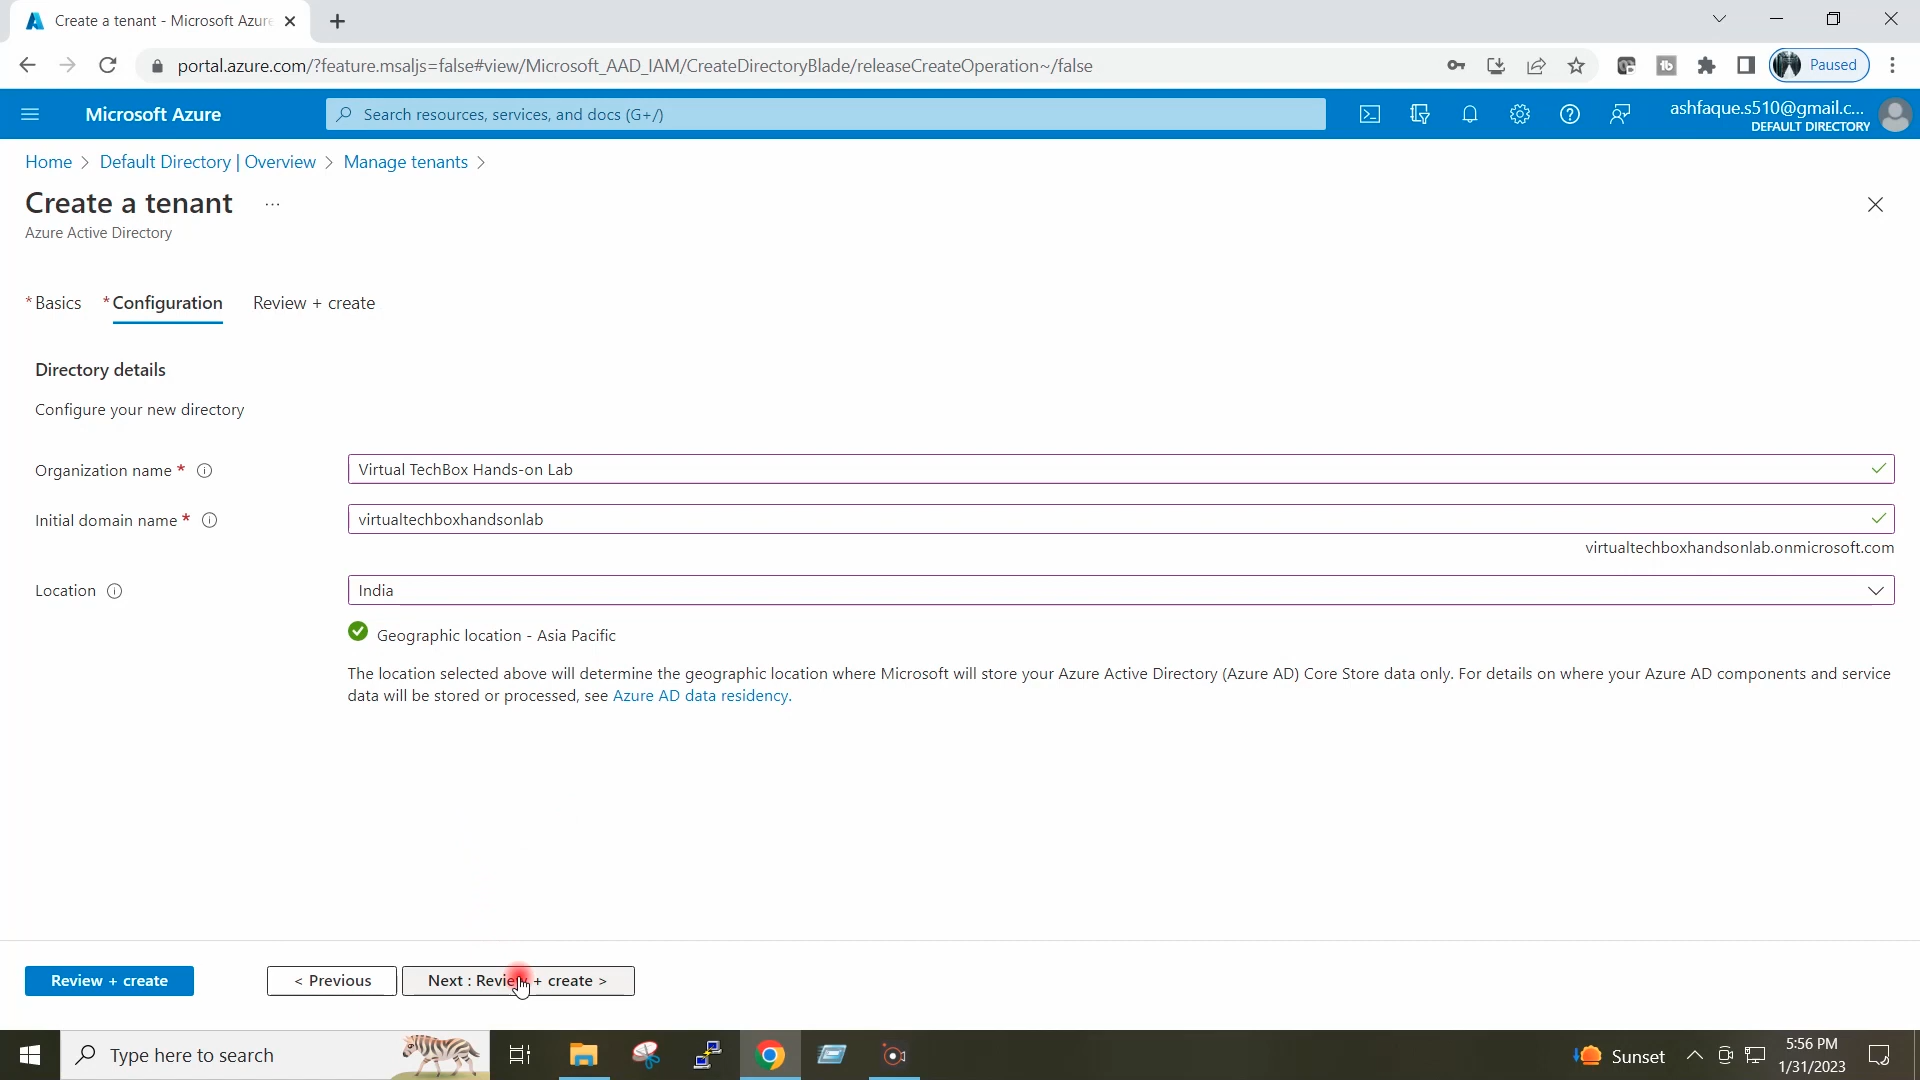 Create a tenant - Microsoft Azure
portal.azure.com/?feature.msaljs=false#view/Microsoft_AAD_IAM/CreateDirectoryBlade/releaseCreateOperation~/false
Paused
Microsoft Azure
Search resources, services, and docs (G+/)
ashfaque.s510@gmail.c...
DEFAULT DIRECTORY
Home > Default Directory | Overview > Manage tenants >
Create a tenant ...
Azure Active Directory
* Basics * Configuration Review + create
Directory details
Configure your new directory
Organization name * Virtual TechBox Hands-on Lab
Initial domain name * virtualtechboxhandsonlab
virtualtechboxhandsonlab.onmicrosoft.com
Location India
Geographic location - Asia Pacific
The location selected above will determine the geographic location where Microsoft will store your Azure Active Directory (Azure AD) Core Store data only. For details on where your Azure AD components and service
data will be stored or processed, see Azure AD data residency.
Review + create < Previous Next : Review + create >
Type here to search
Sunset
5:56 PM
1/31/2023